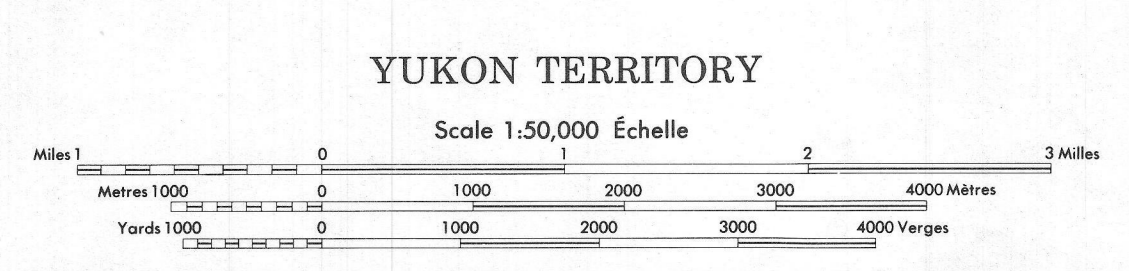 YUKON TERRITORY
Scale 1:50,000 Échelle
Miles 1 0 1 2 3 Milles
Metres 1000 0 1000 2000 3000 4000 Mètres
Yards 1000 0 1000 2000 3000 4000 Verges